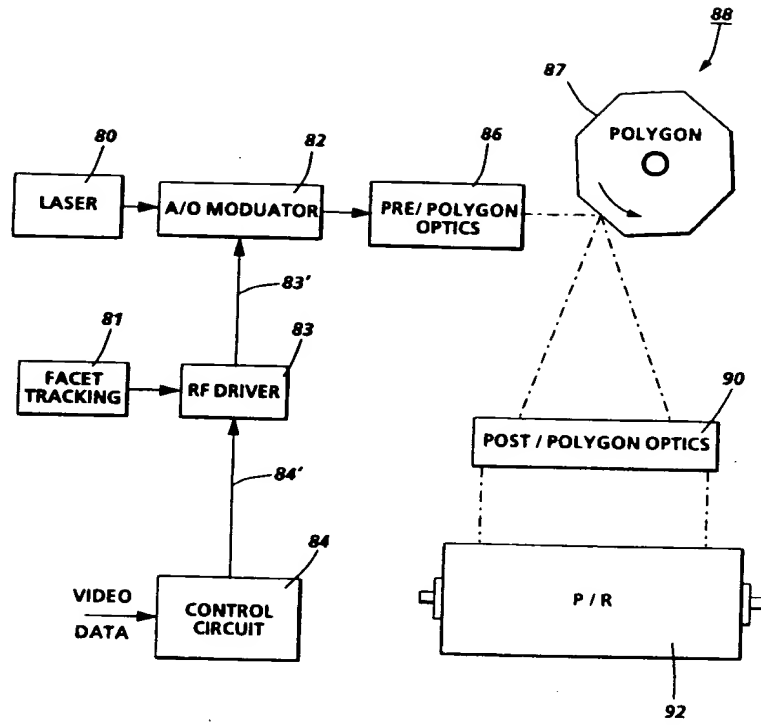 88
87
POLYGON
80
82
86
LASER
A/O MODUATOR
PRE/ POLYGON
OPTICS
83'
81
83
FACET
TRACKING
RF DRIVER
90
POST / POLYGON OPTICS
84'
84
VIDEO
DATA
CONTROL
CIRCUIT
P / R
92